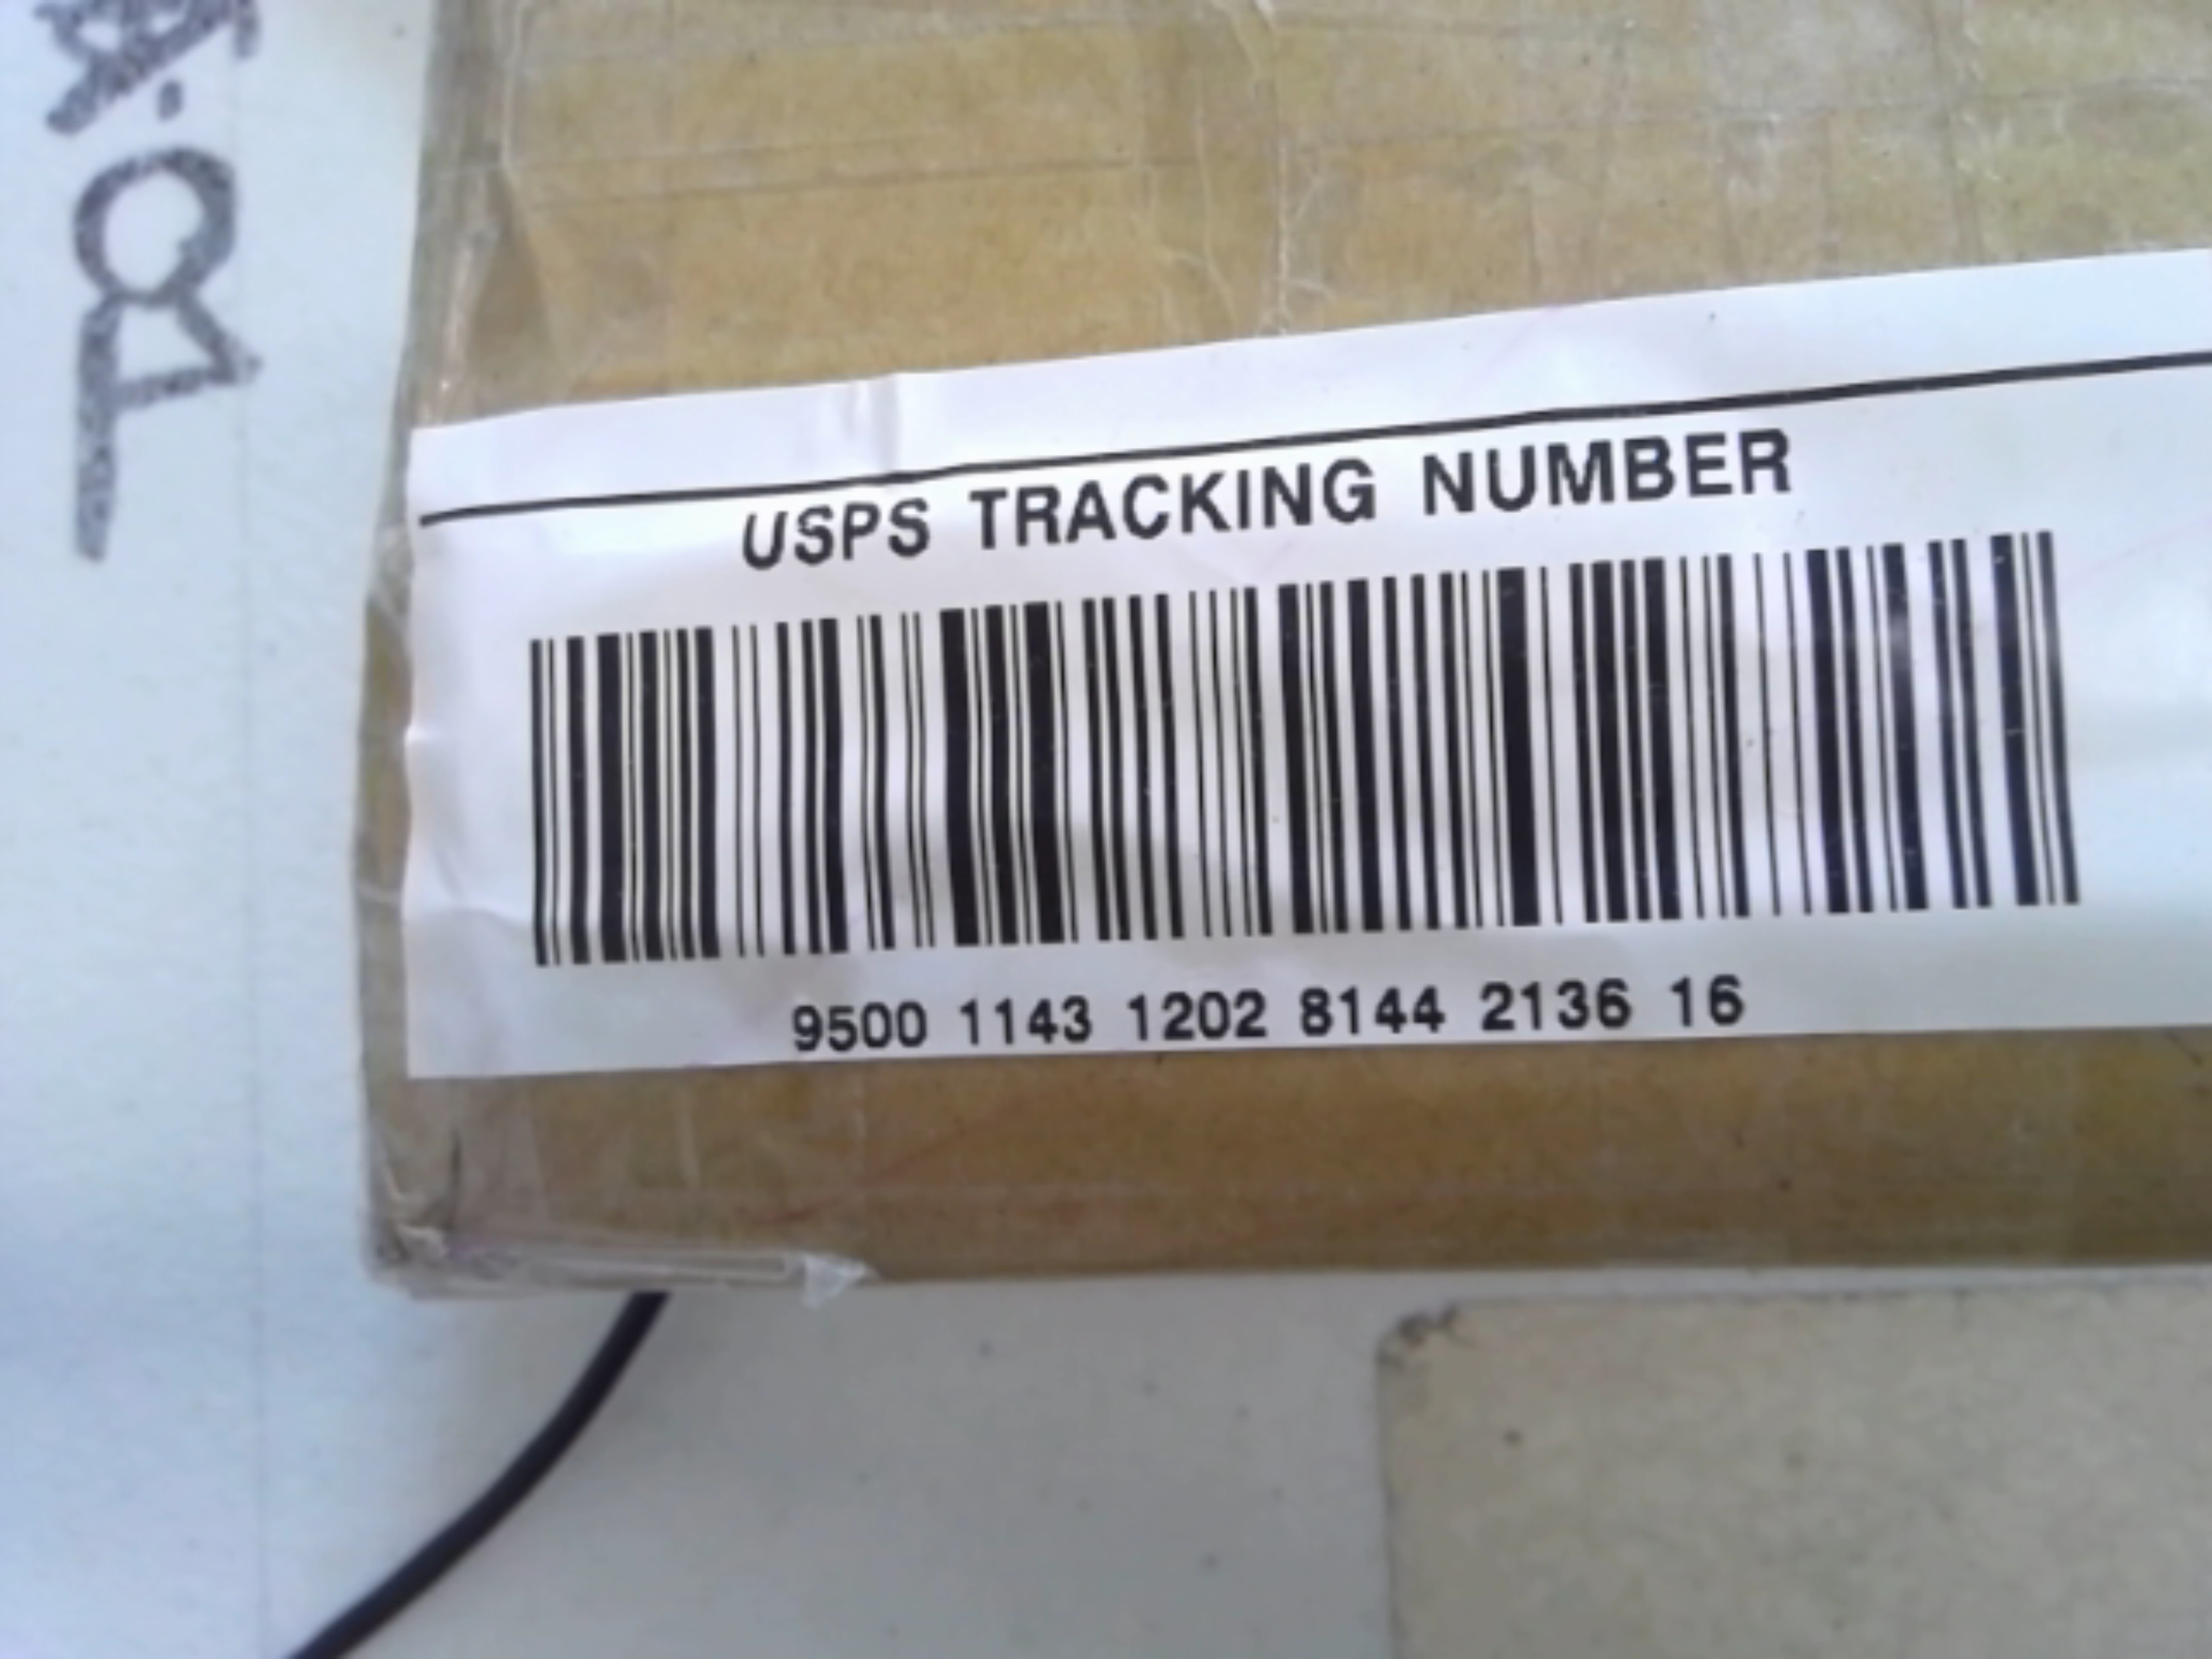 USPS TRACKING NUMBER
9500 1143 1202 8144 2136 16